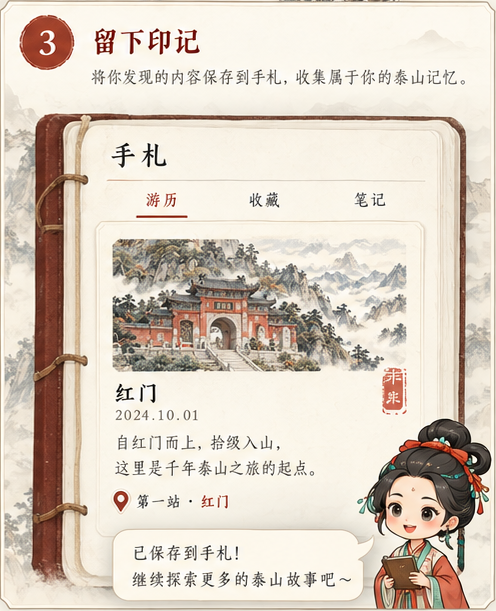 3
留下印记
将你发现的内容保存到手札，收集属于你的泰山记忆。
手札
游历
收藏
笔记
红门
2024.10.01
自红门而上，拾级入山，
这里是千年泰山之旅的起点。
第一站·红门
已保存到手札！
继续探索更多的泰山故事吧～